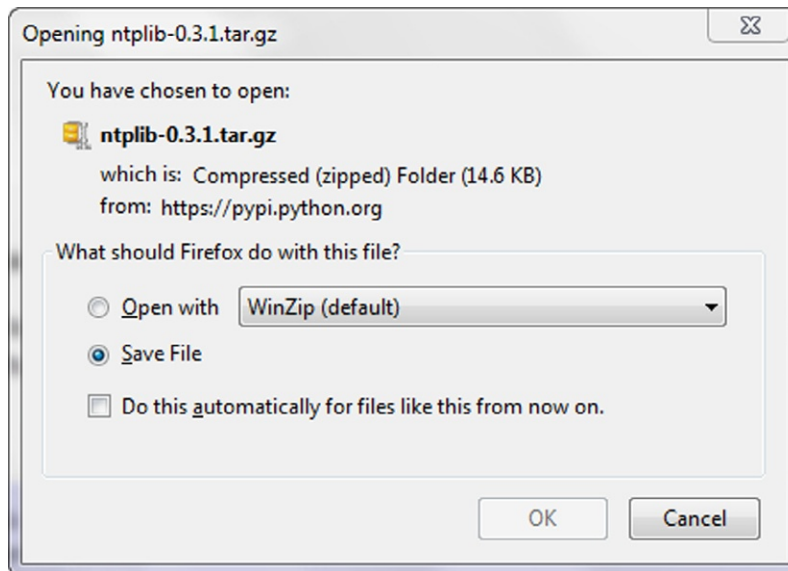 Opening ntplib-0.3.1.tar.gz
You have chosen to open:
ntplib-0.3.1.tar.gz
which is: Compressed (zipped) Folder (14.6 KB)
from: https://pypi.python.org
What should Firefox do with this file?
Open with WinZip (default)
Save File
Do this automatically for files like this from now on.
OK Cancel